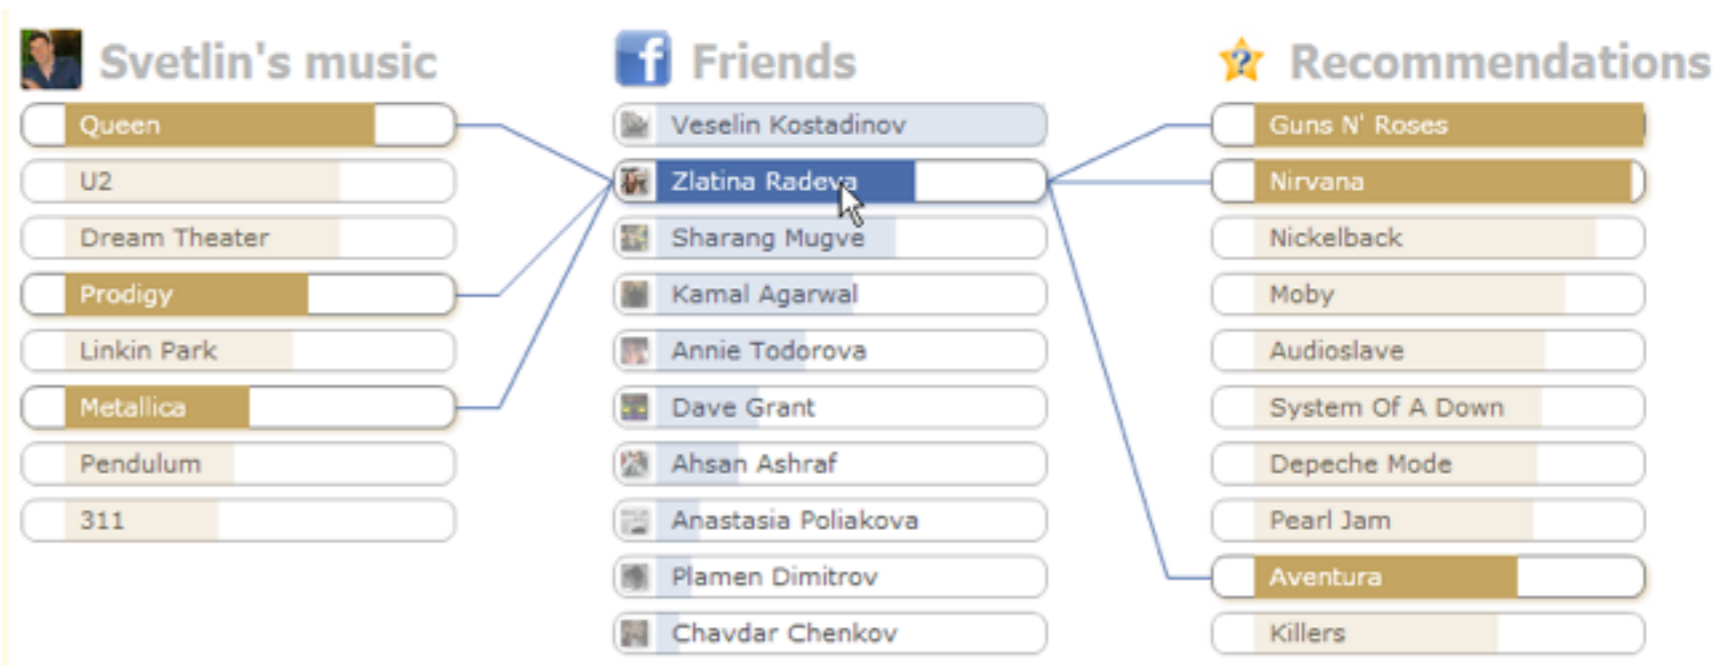 Svetlin's music
Queen
U2
Dream Theater
Prodigy
Linkin Park
Metallica
Pendulum
311
f Friends
Veselin Kostadinov
Zlatina Radeva
Sharang Mugve
Kamal Agarwal
Annie Todorova
Dave Grant
Ahsan Ashraf
Anastasia Poliakova
Plamen Dimitrov
Chavdar Chenkov
? Recommendations
Guns N' Roses
Nirvana
Nickelback
Moby
Audioslave
System Of A Down
Depeche Mode
Pearl Jam
Aventura
Killers